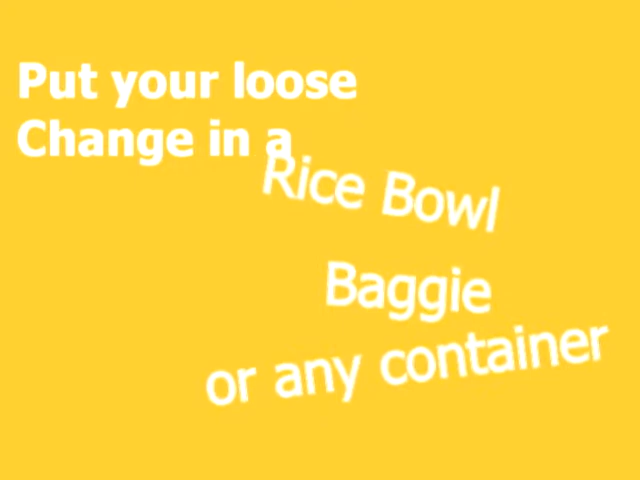 Put your loose
Change in a
Rice Bowl
Baggie
or any container